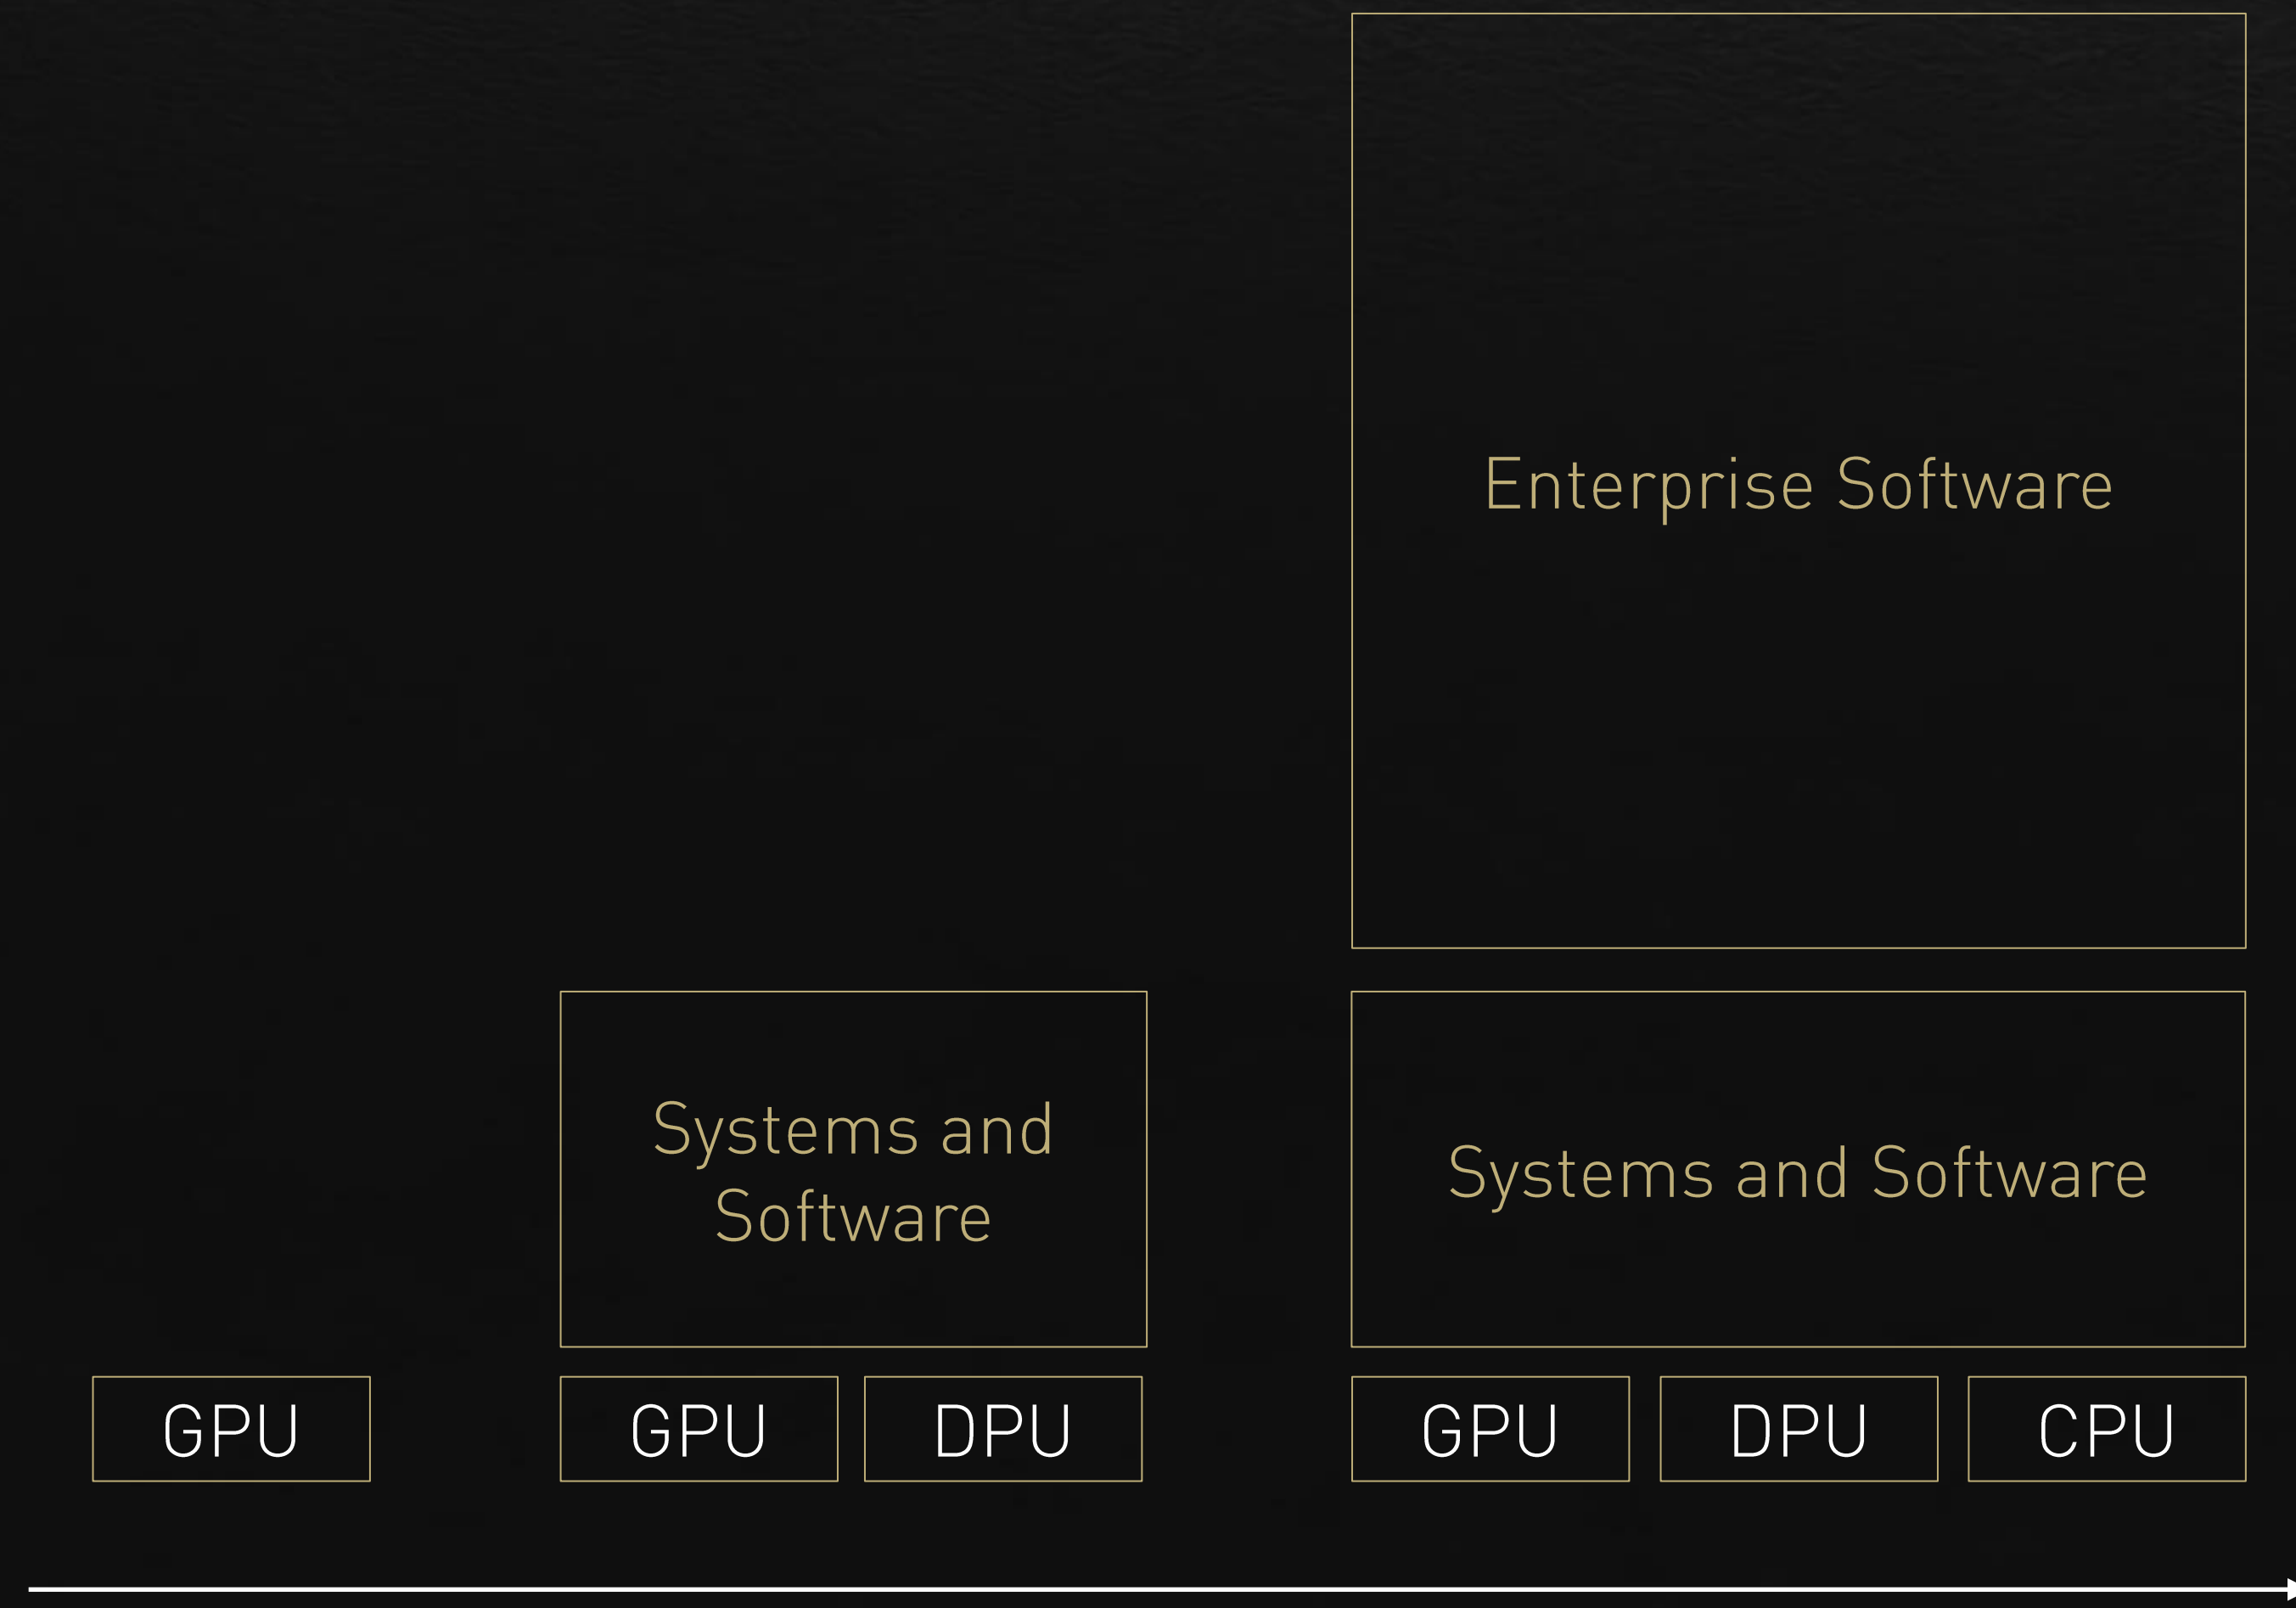 Enterprise Software
Systems and
Software
Systems and Software
GPU
GPU
DPU
GPU
DPU
CPU